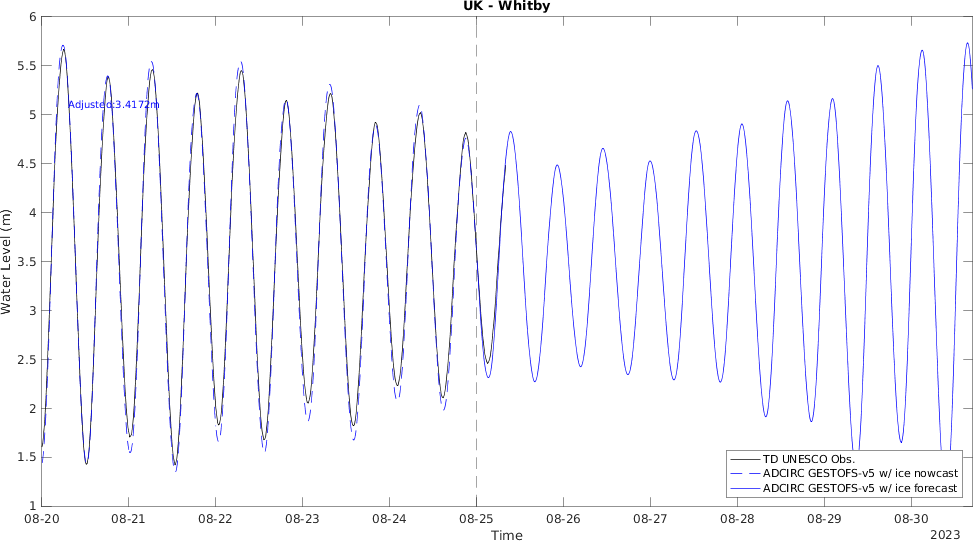 UK - Whitby
6
5.5
5
4.5
4
3.5
3
2.5
2
1.5
1
Water Level (m)
Adjusted:3.4172m
TD UNESCO Obs.
ADCIRC GESTOFS-v5 w/ ice nowcast
ADCIRC GESTOFS-v5 w/ ice forecast
08-20 08-21 08-22 08-23 08-24 08-25 08-26 08-27 08-28 08-29 08-30
Time
2023